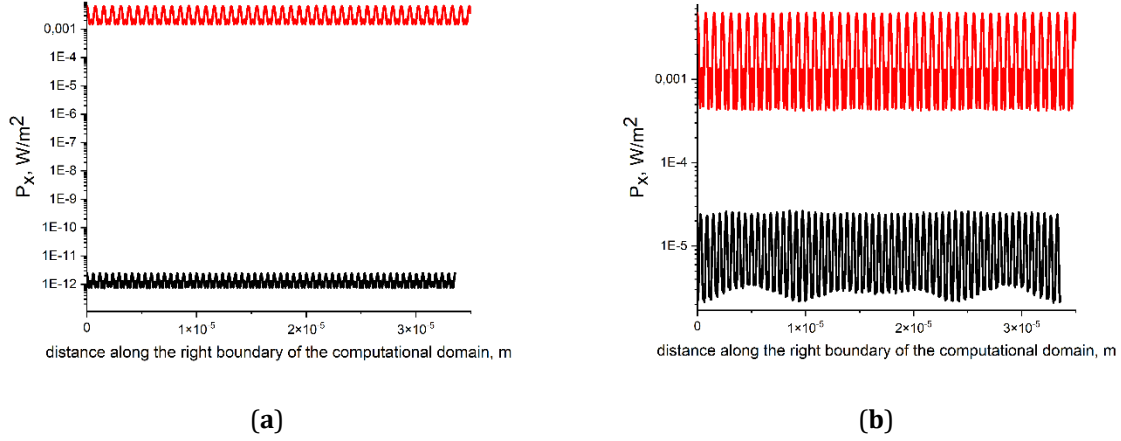 0,001
1E-4
1E-5
1E-6
1E-7
1E-8
1E-9
1E-10
1E-11
1E-12
Px, W/m²
0 1×10⁻⁵ 2×10⁻⁵ 3×10⁻⁵
distance along the right boundary of the computational domain, m
(a)
0,001
1E-4
1E-5
Px, W/m²
0 1×10⁻⁵ 2×10⁻⁵ 3×10⁻⁵
distance along the right boundary of the computational domain, m
(b)